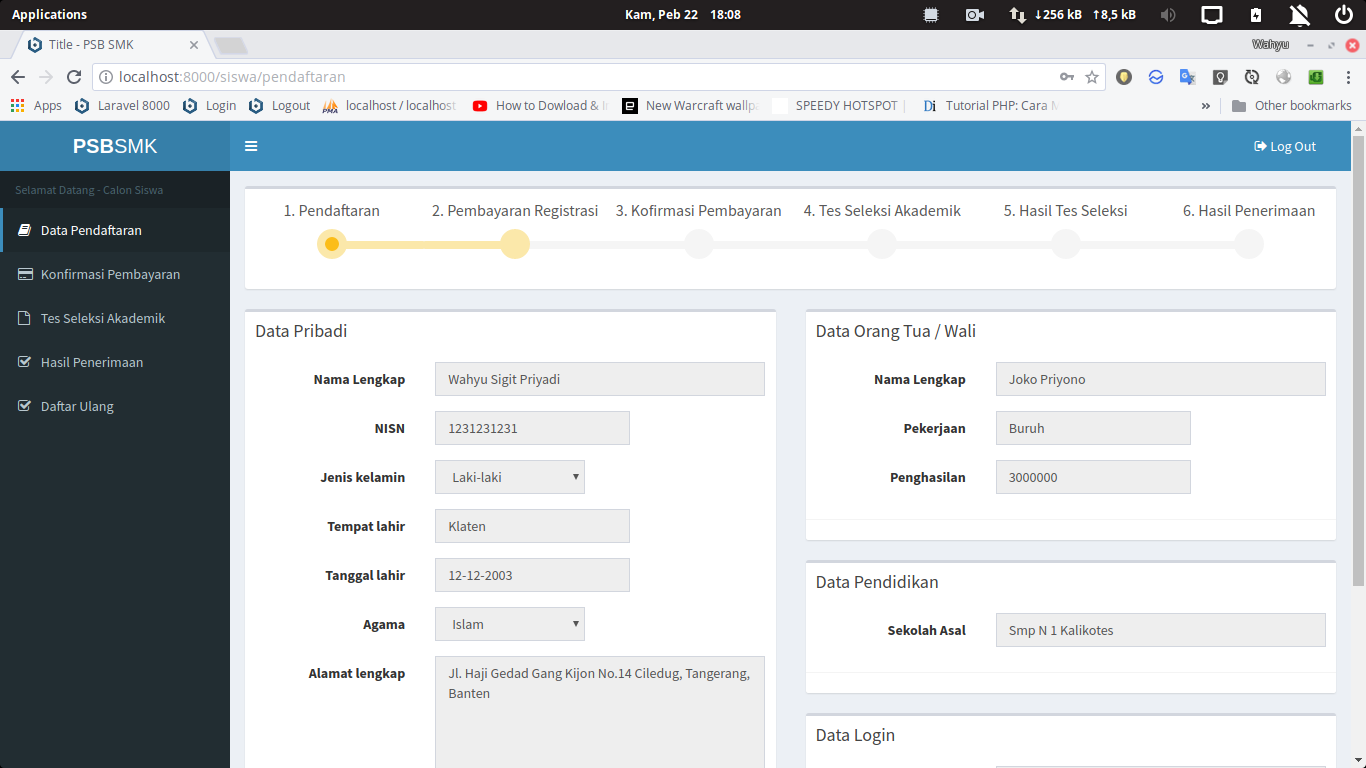 Applications
Kam, Peb 22 18:08
↓256 kB ↑8,5 kB
Title - PSB SMK
Wahyu
localhost:8000/siswa/pendaftaran
Apps
Laravel 8000
Login
Logout
localhost / localhost
How to Dowload & I
New Warcraft wallpa
SPEEDY HOTSPOT |
Tutorial PHP: Cara M
»
Other bookmarks
PSBSMK
Log Out
Selamat Datang - Calon Siswa
Data Pendaftaran
Konfirmasi Pembayaran
Tes Seleksi Akademik
Hasil Penerimaan
Daftar Ulang
1. Pendaftaran
2. Pembayaran Registrasi
3. Kofirmasi Pembayaran
4. Tes Seleksi Akademik
5. Hasil Tes Seleksi
6. Hasil Penerimaan
Data Pribadi
Nama Lengkap
Wahyu Sigit Priyadi
NISN
1231231231
Jenis kelamin
Laki-laki
Tempat lahir
Klaten
Tanggal lahir
12-12-2003
Agama
Islam
Alamat lengkap
Jl. Haji Gedad Gang Kijon No.14 Ciledug, Tangerang,
Banten
Data Orang Tua / Wali
Nama Lengkap
Joko Priyono
Pekerjaan
Buruh
Penghasilan
3000000
Data Pendidikan
Sekolah Asal
Smp N 1 Kalikotes
Data Login